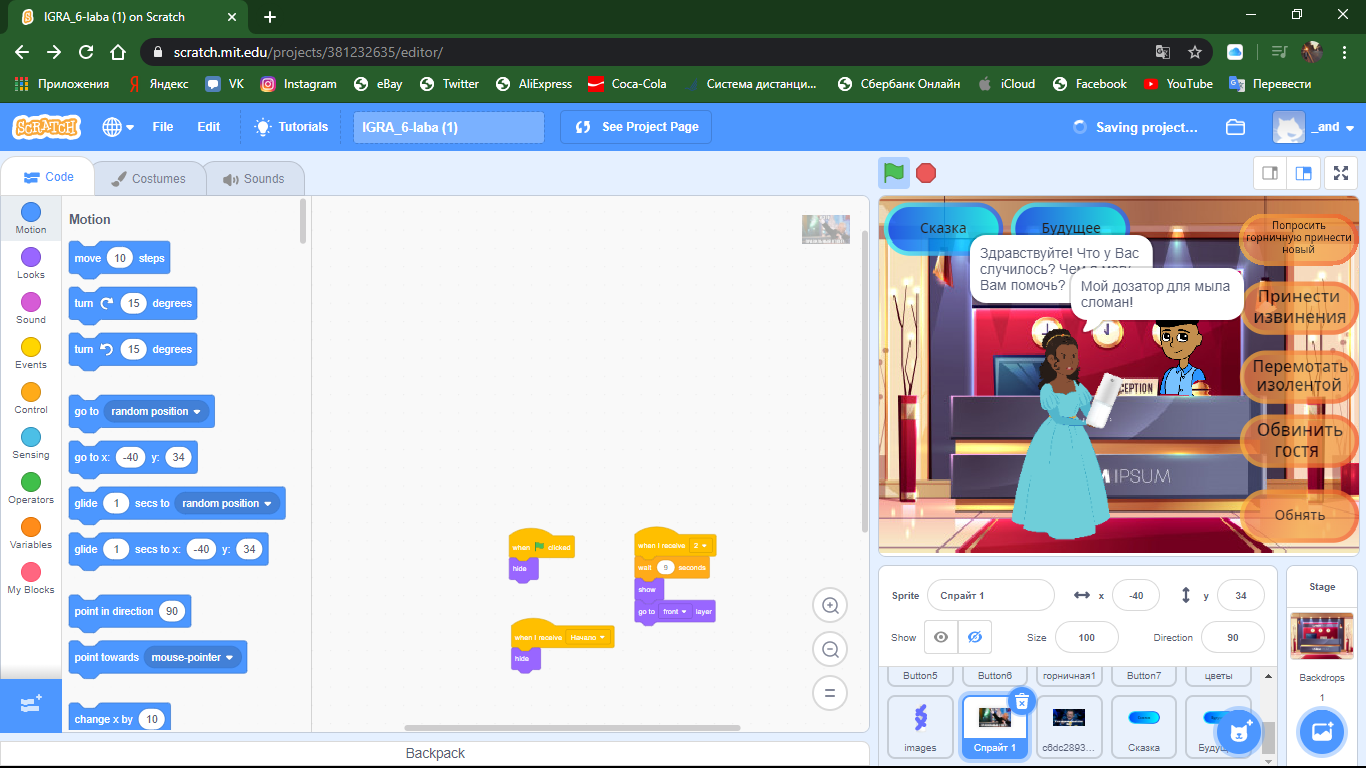 IGRA_6-laba (1) on Scratch
scratch.mit.edu/projects/381232635/editor/
Приложения Яндекс VK Instagram eBay Twitter AliExpress Coca-Cola Система дистанци... Сбербанк Онлайн iCloud Facebook YouTube Перевести
SCRATCH File Edit Tutorials IGRA_6-laba (1) See Project Page Saving project... _and
Code Costumes Sounds
Motion
Looks
Sound
Events
Control
Sensing
Operators
Variables
My Blocks
Motion
move 10 steps
turn 15 degrees
turn 15 degrees
go to random position
go to x: -40 y: 34
glide 1 secs to random position
glide 1 secs to x: -40 y: 34
point in direction 90
point towards mouse-pointer
change x by 10
when clicked
hide
when I receive Начало
hide
when I receive 2
wait 9 seconds
show
go to front layer
Backpack
Сказка
Будущее
Здравствуйте! Что у Вас
случилось? Чем
Вам помочь?
Мой дозатор для мыла
сломан!
Попросить
горничную принести
новый
Принести
извинения
Перемотать
изолентой
Обвинить
гостя
Обнять
CEPTION
M IPSUM
Sprite Спрайт 1 x -40 y 34
Show Size 100 Direction 90
Button5 Button6 горничная1 Button7 цветы
images Спрайт 1 c6dc2893... Сказка
Stage
Backdrops
1